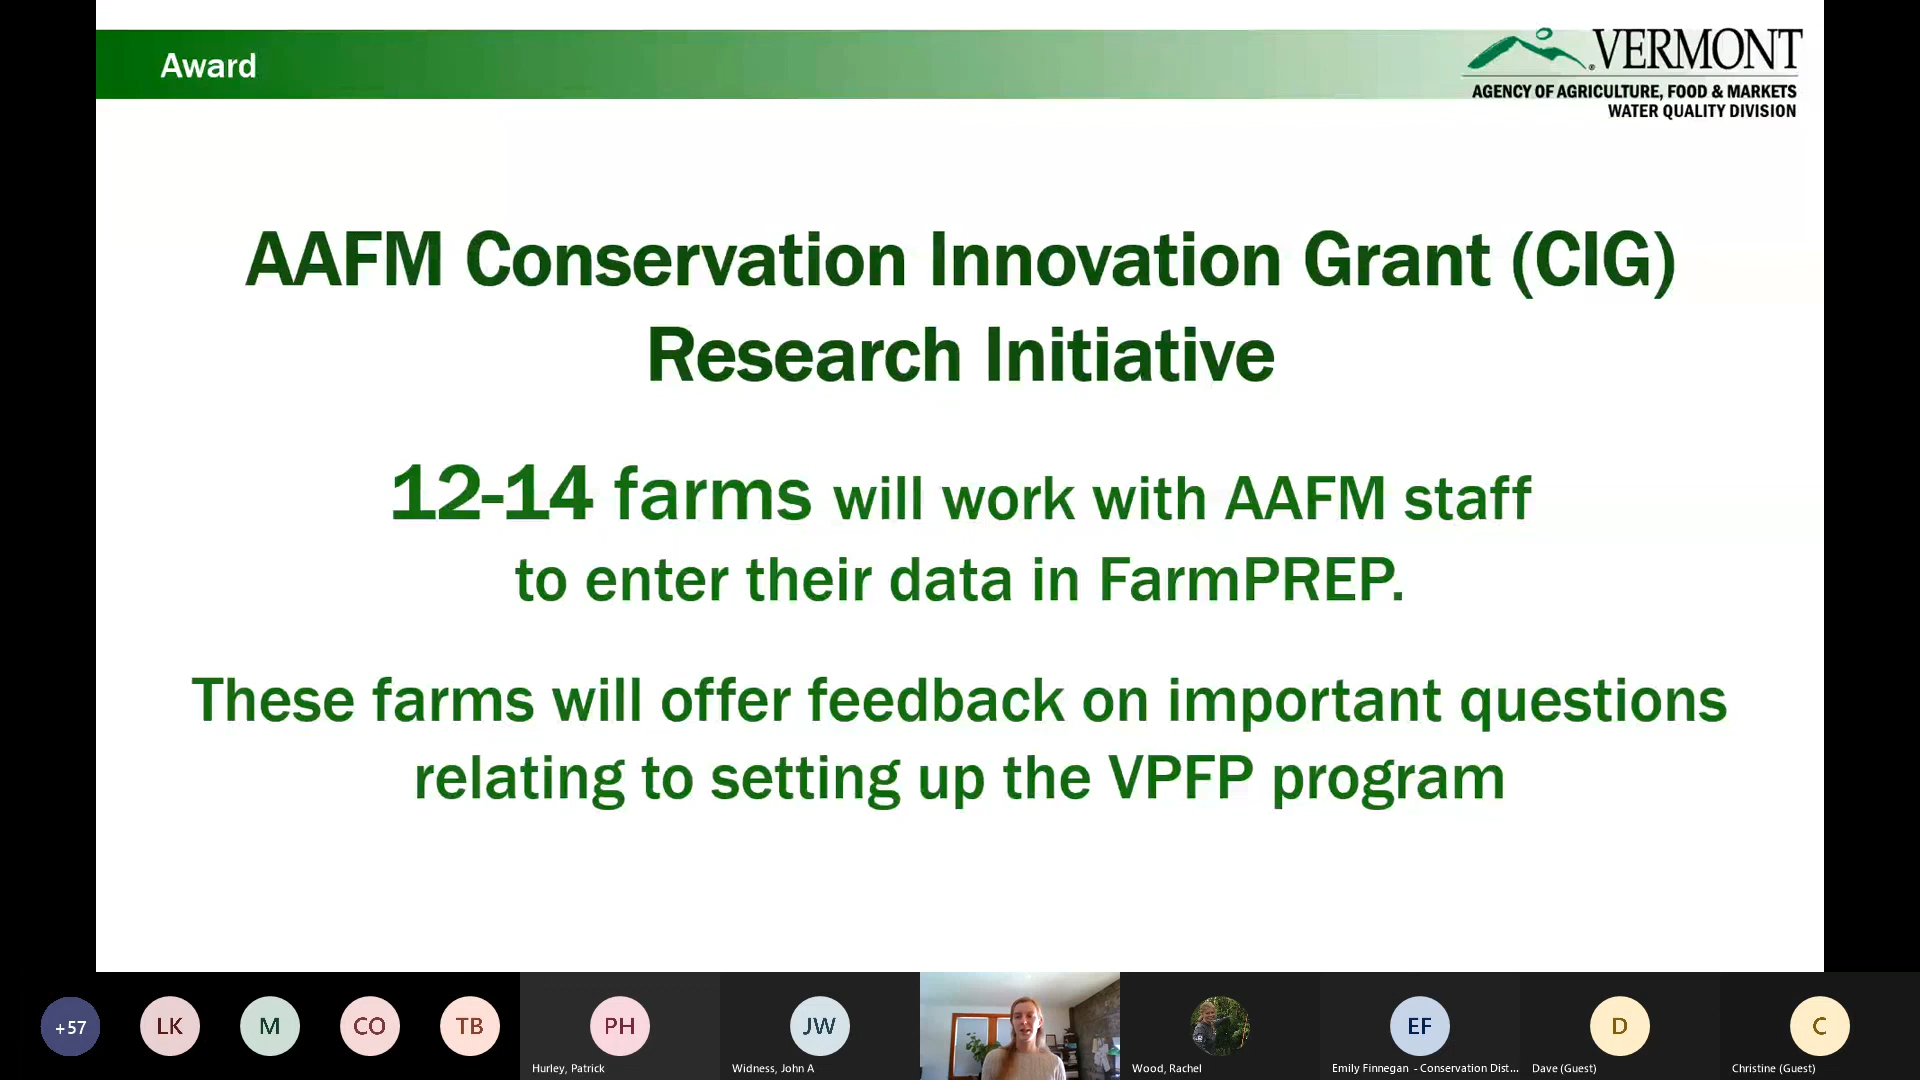 Award
VERMONT
AGENCY OF AGRICULTURE, FOOD & MARKETS
WATER QUALITY DIVISION
AAFM Conservation Innovation Grant (CIG)
Research Initiative
12-14 farms will work with AAFM staff
to enter their data in FarmPREP.
These farms will offer feedback on important questions
relating to setting up the VPFP program
+57
LK
M
CO
TB
PH
Hurley, Patrick
JW
Widness, John A
Wood, Rachel
EF
Emily Finnegan - Conservation Dist...
D
Dave (Guest)
C
Christine (Guest)